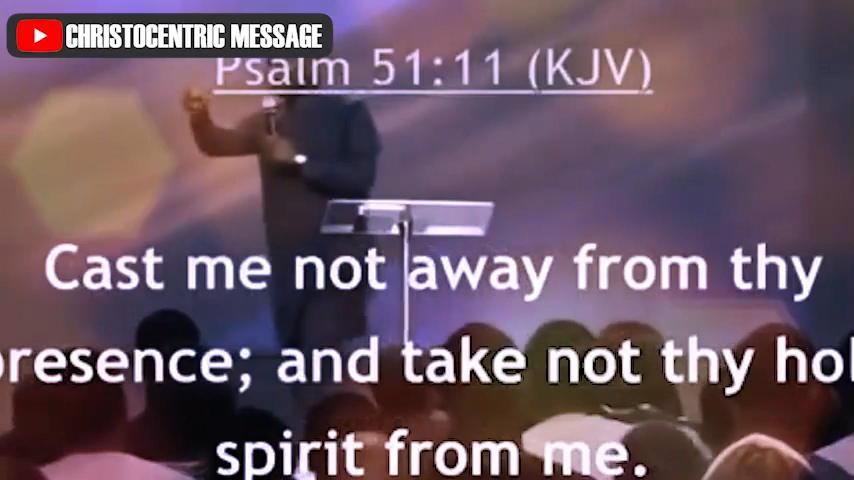 CHRISTOCENTRIC MESSAGE
Psalm 51:11 (KJV)
Cast me not away from thy
presence; and take not thy hol
spirit from me.